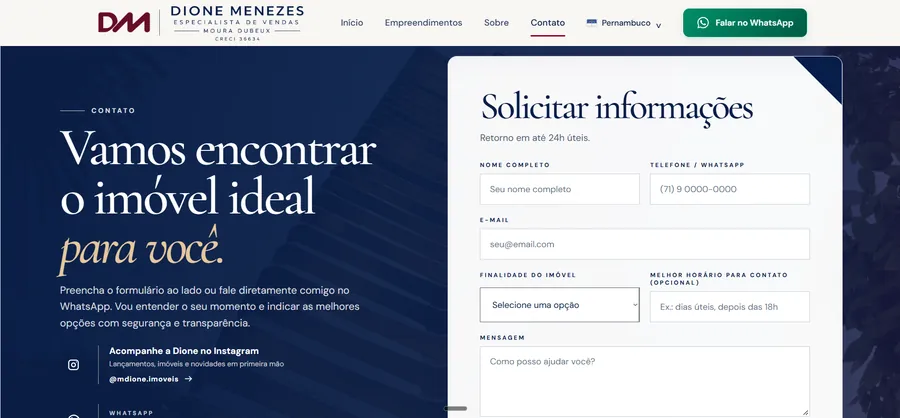 DM
DIONE MENEZES
ESPECIALISTA DE VENDAS
MOURA DUBEUX
CRECI 36634
Início
Empreendimentos
Sobre
Contato
Pernambuco
Falar no WhatsApp
CONTATO
Vamos encontrar
o imóvel ideal
para você.
Preencha o formulário ao lado ou fale diretamente comigo no
WhatsApp. Vou entender o seu momento e indicar as melhores
opções com segurança e transparência.
Acompanhe a Dione no Instagram
Lançamentos, imóveis e novidades em primeira mão
@mdione.imoveis →
WHATSAPP
Solicitar informações
Retorno em até 24h úteis.
NOME COMPLETO
Seu nome completo
TELEFONE / WHATSAPP
(71) 9 0000-0000
E-MAIL
seu@email.com
FINALIDADE DO IMÓVEL
Selecione uma opção
MELHOR HORÁRIO PARA CONTATO
(OPCIONAL)
Ex.: dias úteis, depois das 18h
MENSAGEM
Como posso ajudar você?